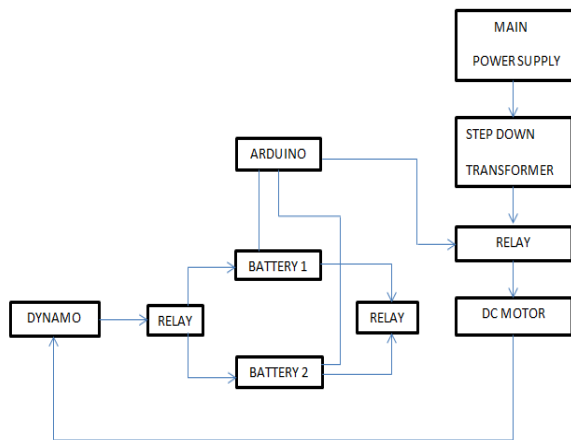 MAIN
POWER SUPPLY
STEP DOWN
TRANSFORMER
ARDUINO
RELAY
BATTERY 1
DYNAMO
RELAY
RELAY
DC MOTOR
BATTERY 2